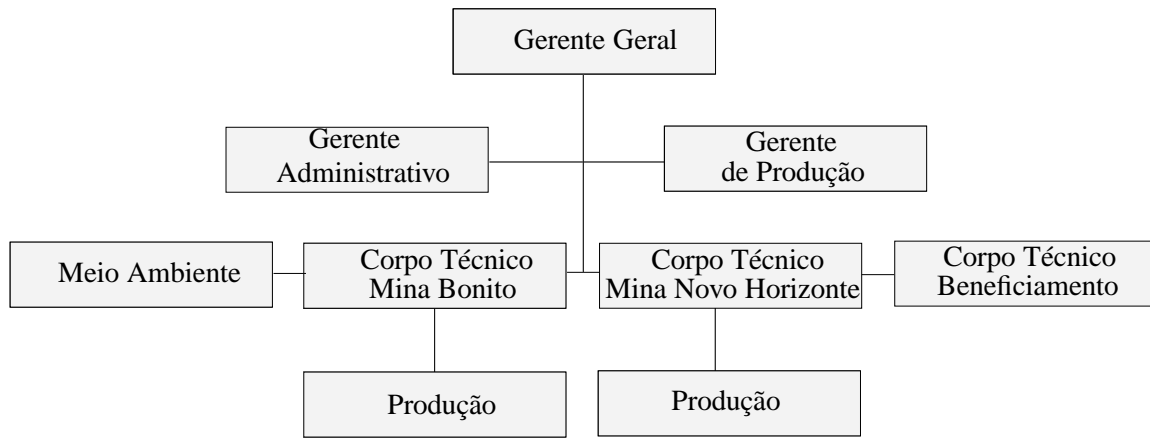 Gerente Geral
Gerente
Administrativo
Gerente
de Produção
Meio Ambiente
Corpo Técnico
Mina Bonito
Corpo Técnico
Mina Novo Horizonte
Corpo Técnico
Beneficiamento
Produção
Produção